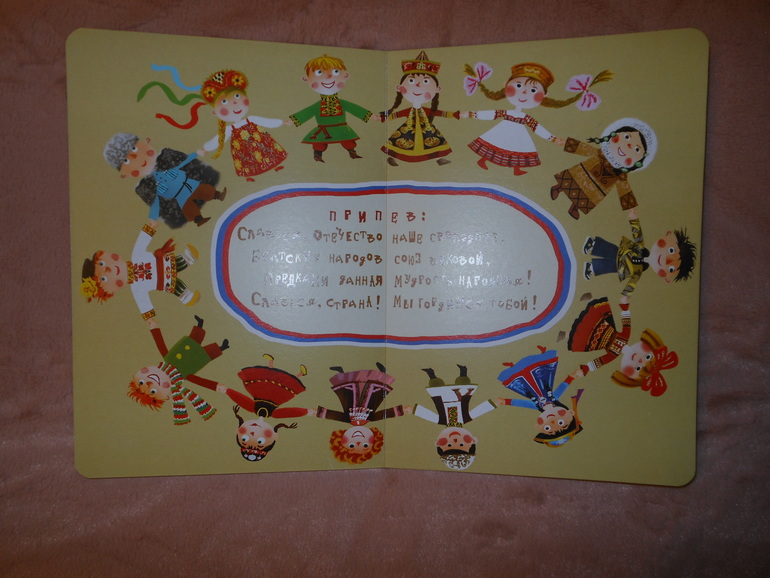 ПРИПЕВ:
Славься, Отечество наше свободное,
Братских народов союз вековой,
Предками данная мудрость народная!
Славься, страна! Мы гордимся тобой!